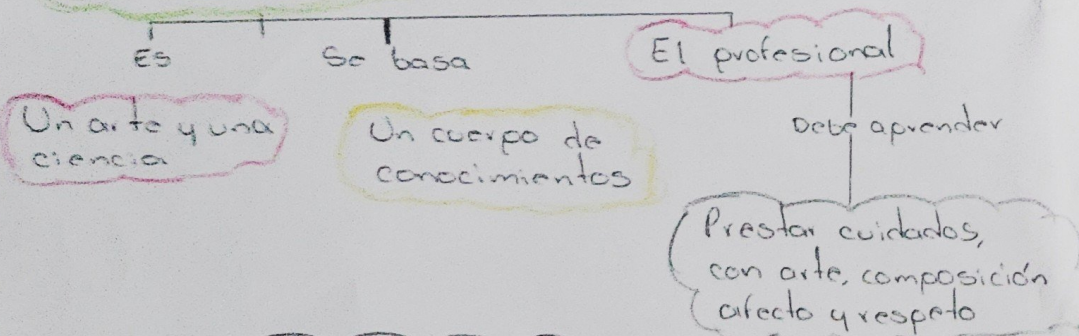 Es
Se basa
El profesional
Un arte y una
ciencia
Un cuerpo de
conocimientos
Debe aprender
Prestar cuidados,
con arte, composición
afecto y respeto